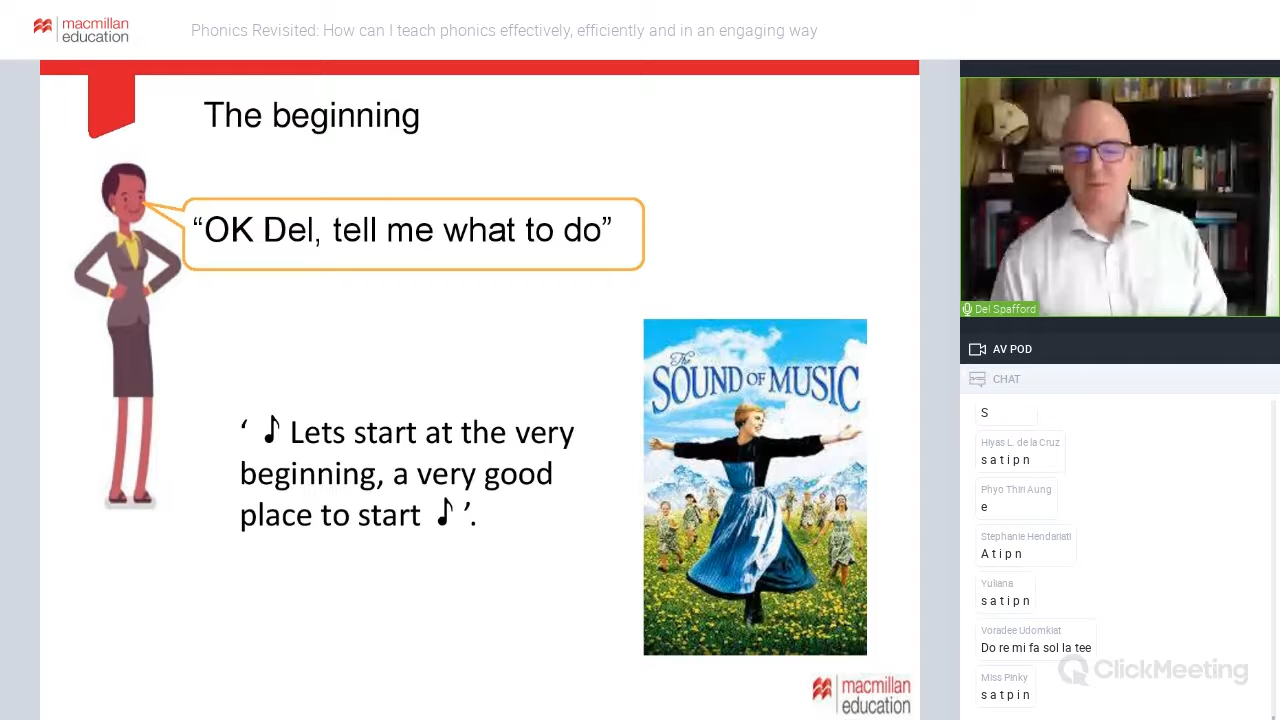 macmillan
education
Phonics Revisited: How can I teach phonics effectively, efficiently and in an engaging way
The beginning
“OK Del, tell me what to do”
‘ ♪ Lets start at the very
beginning, a very good
place to start ♪ ’.
The
SOUND OF MUSIC
macmillan
education
Del Spafford
AV POD
CHAT
S
Hiyas L. de la Cruz
s a t i p n
Phyo Thiri Aung
e
Stephanie Hendariati
A t i p n
Yuliana
s a t i p n
Voradee Udomkiat
Do re mi fa sol la tee
Miss Pinky
s a t p i n
ClickMeeting